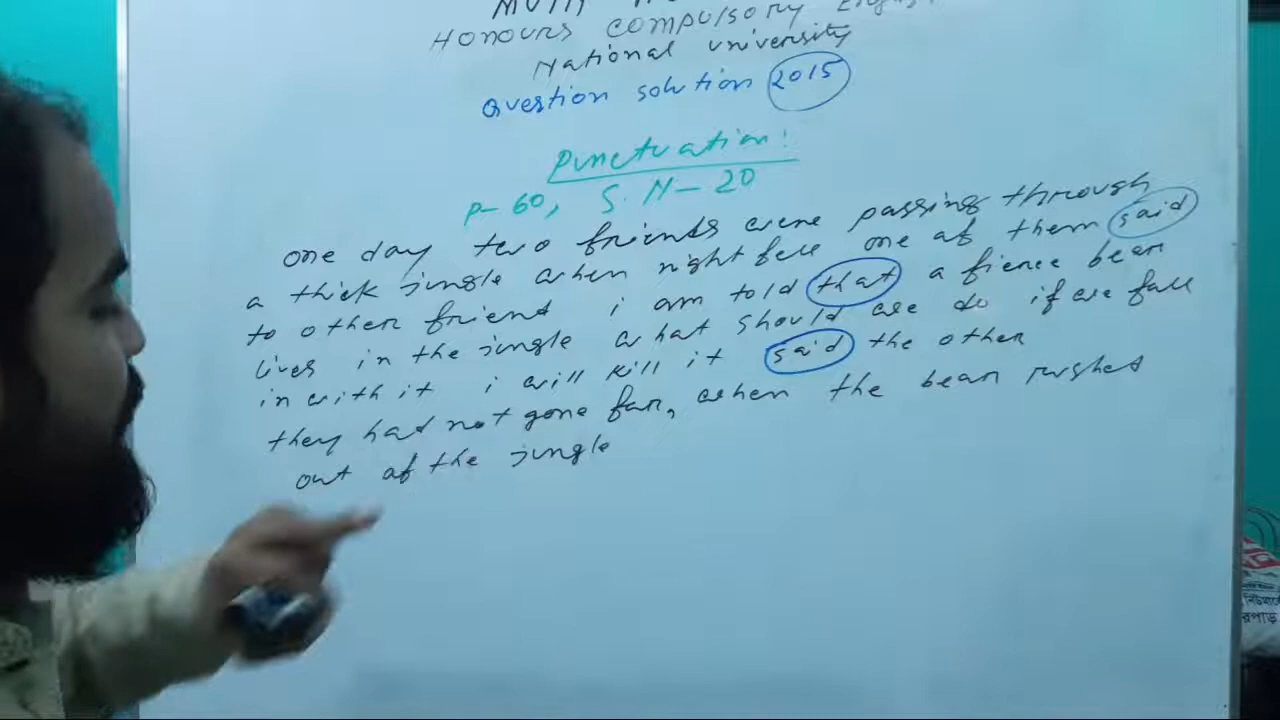 Honours compulsory
National university
Question solution 2015
Punctuation:
P-60, S.N-20
one day two friends were passing through
a thick jungle when night fell one of them said
to other friend i am told that a fierce bear
lives in the jungle what should we do if we fall
in with it i will kill it said the other
they had not gone far, when the bear rushed
out of the jungle